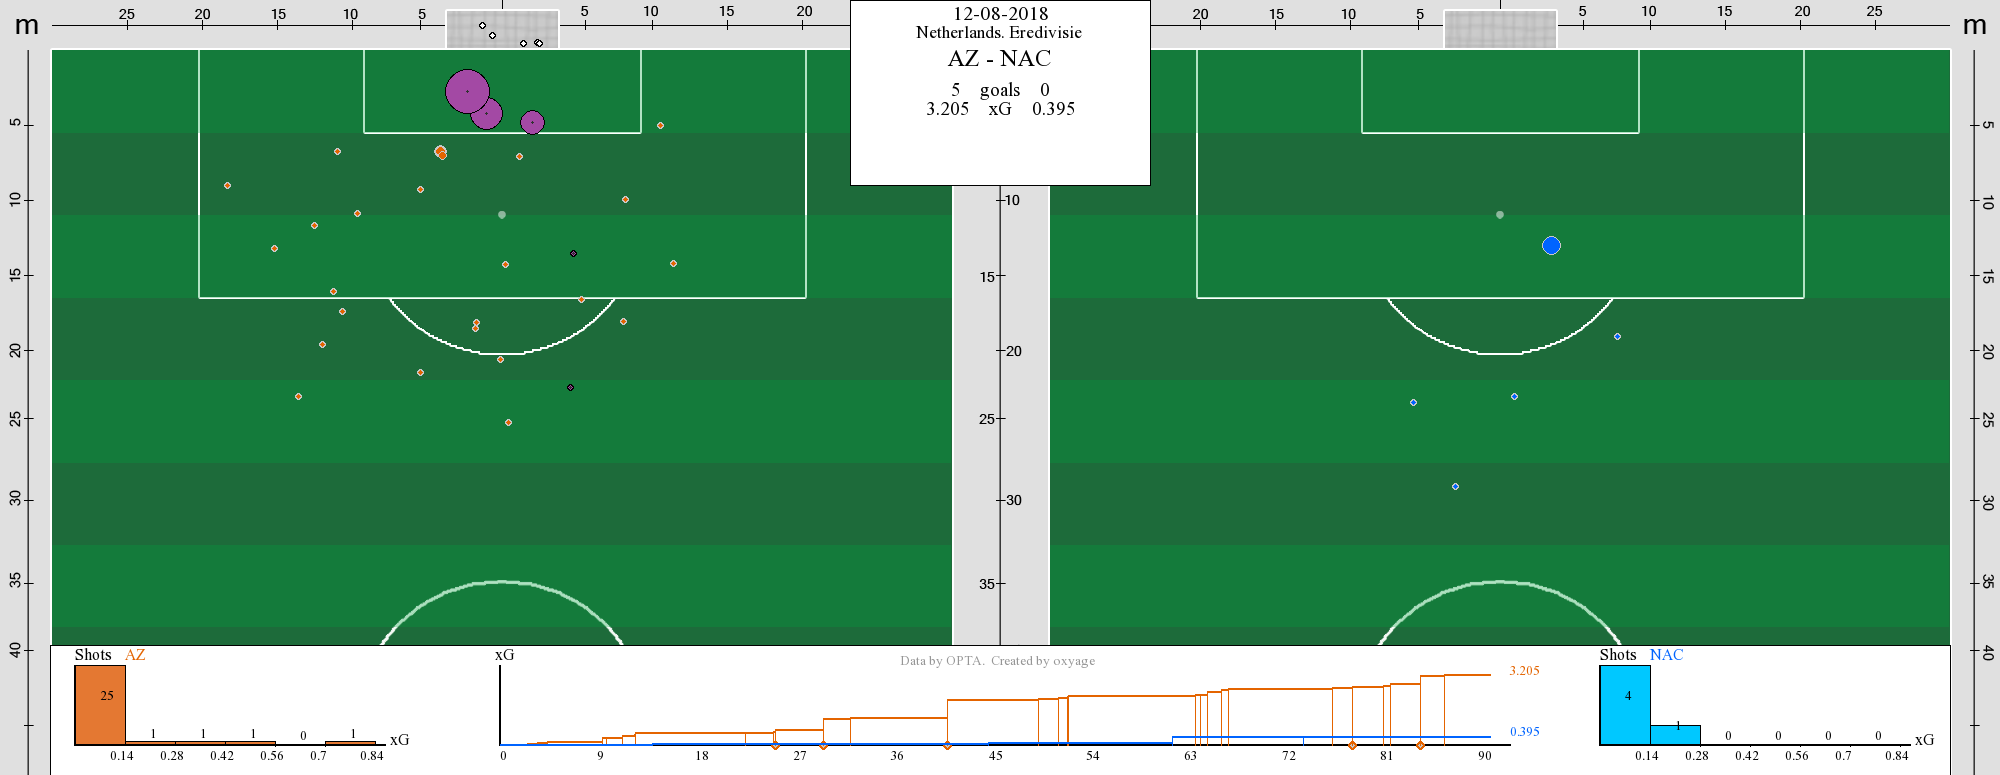 25 20 15 10 5 5 10 15 20
m
12-08-2018
Netherlands. Eredivisie
AZ - NAC
5 goals 0
3.205 xG 0.395
20 15 10 5 5 10 15 20 25
m
5
10
15
20
25
30
35
40
10
15
20
25
30
35
5
10
15
20
25
30
35
40
Shots AZ
25
1 1 1 0 1
xG
0.14 0.28 0.42 0.56 0.7 0.84
xG
Data by OPTA. Created by oxyage
3.205
0.395
0 9 18 27 36 45 54 63 72 81 90
Shots NAC
4
1 0 0 0 0
xG
0.14 0.28 0.42 0.56 0.7 0.84